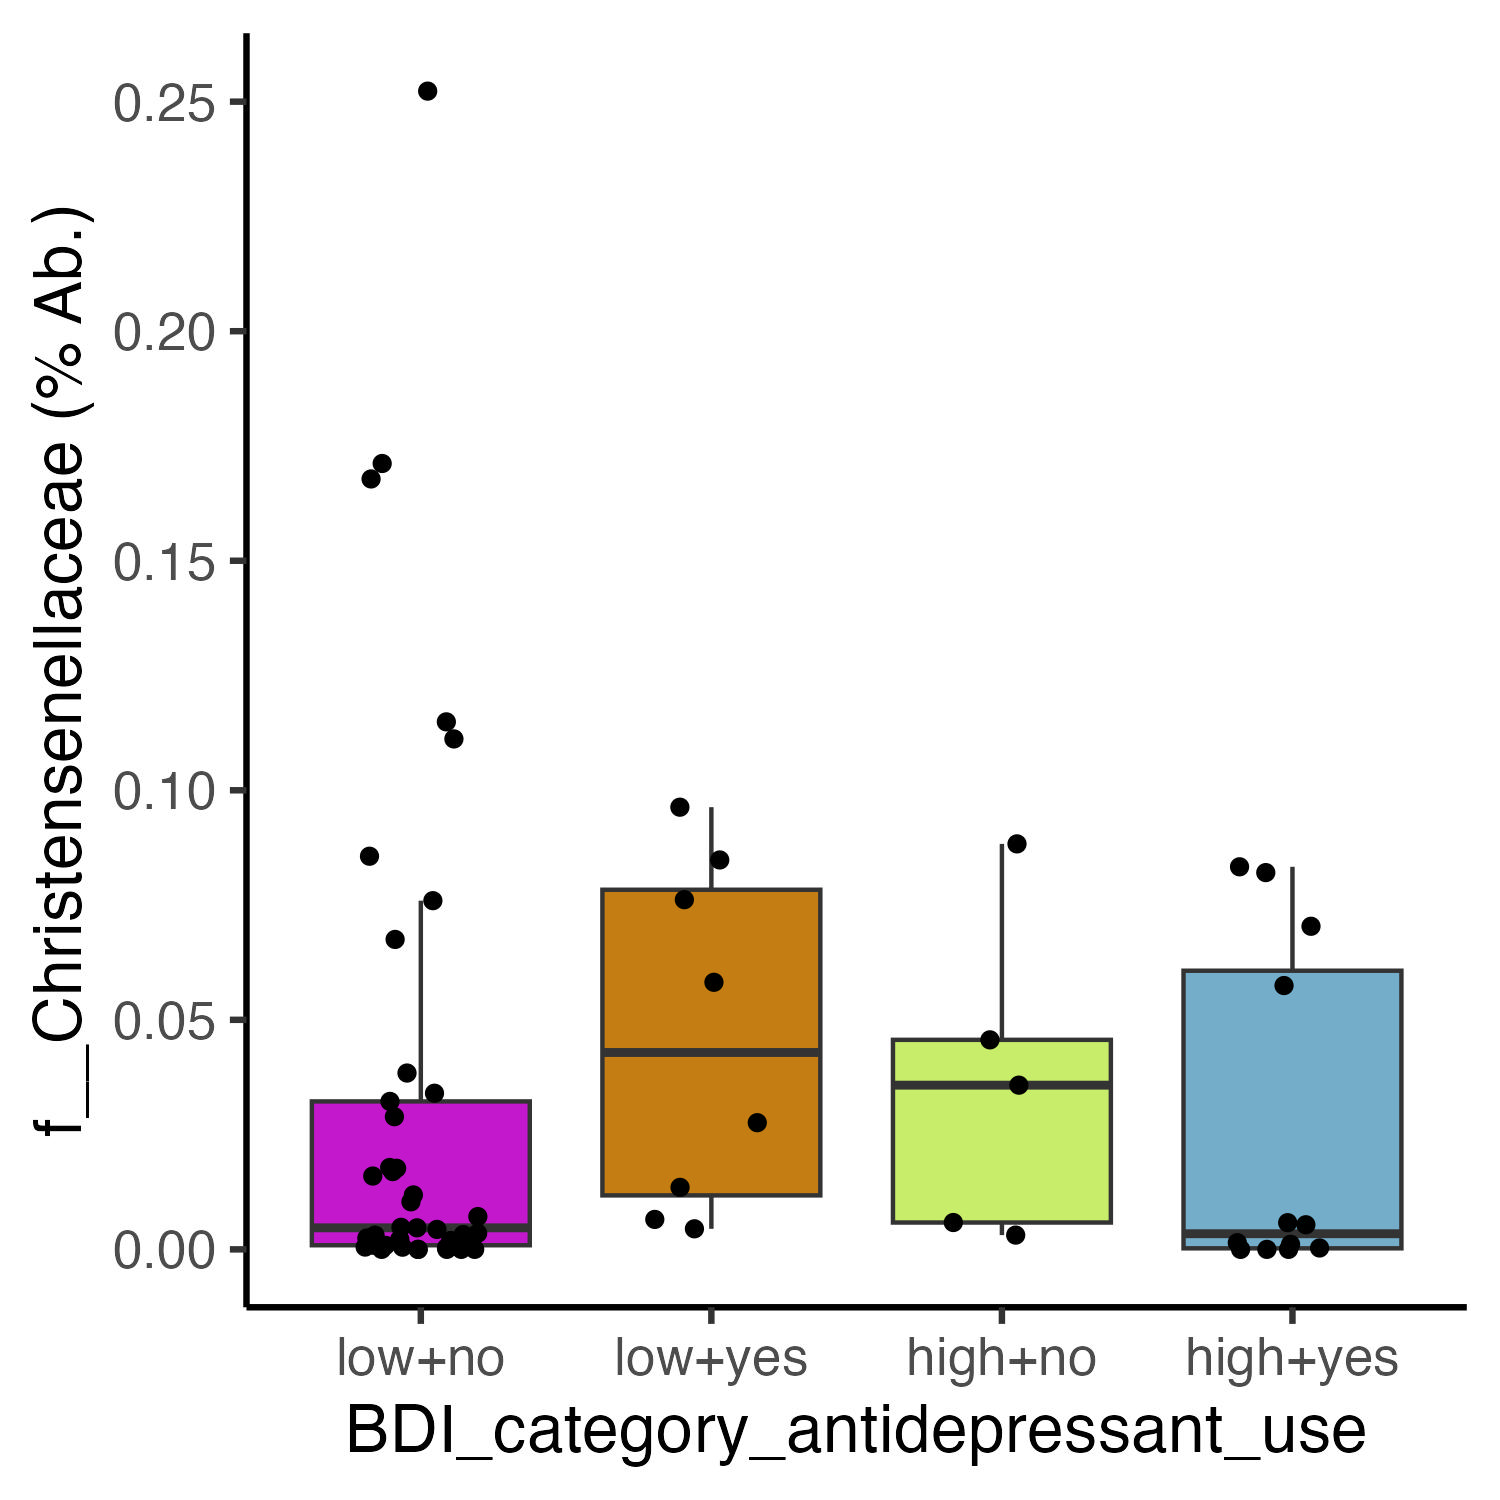 f__Christensenellaceae (% Ab.)
0.25
0.20
0.15
0.10
0.05
0.00
low+no low+yes high+no high+yes
BDI_category_antidepressant_use